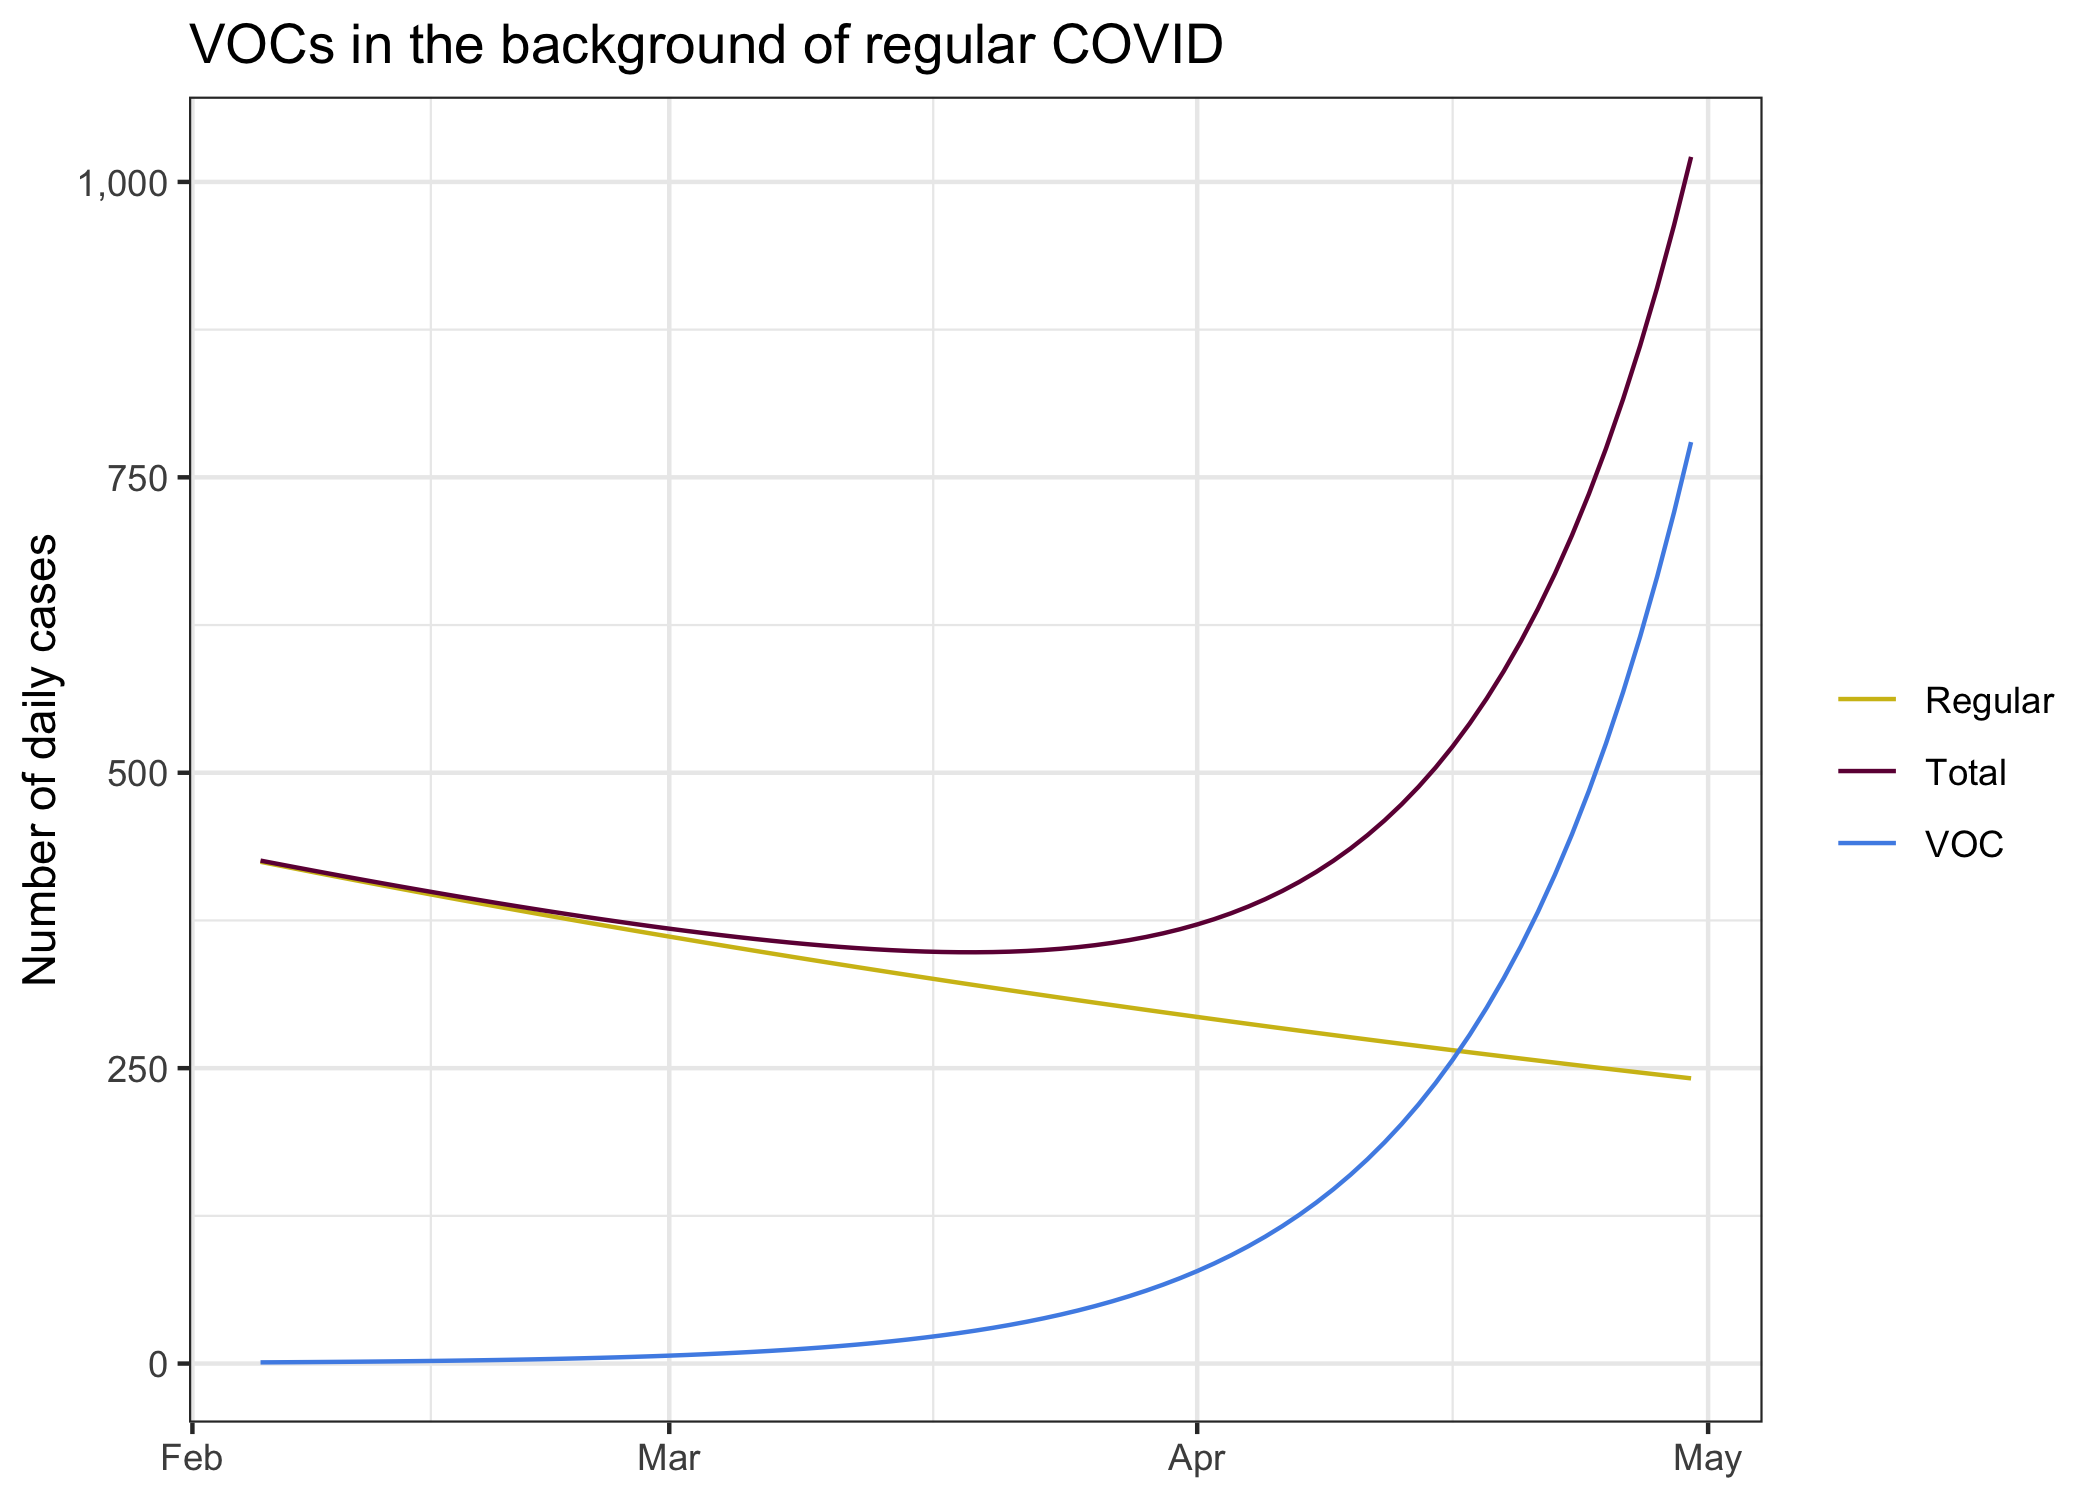 VOCs in the background of regular COVID
Number of daily cases
1,000
750
500
250
0
Feb
Mar
Apr
May
Regular
Total
VOC